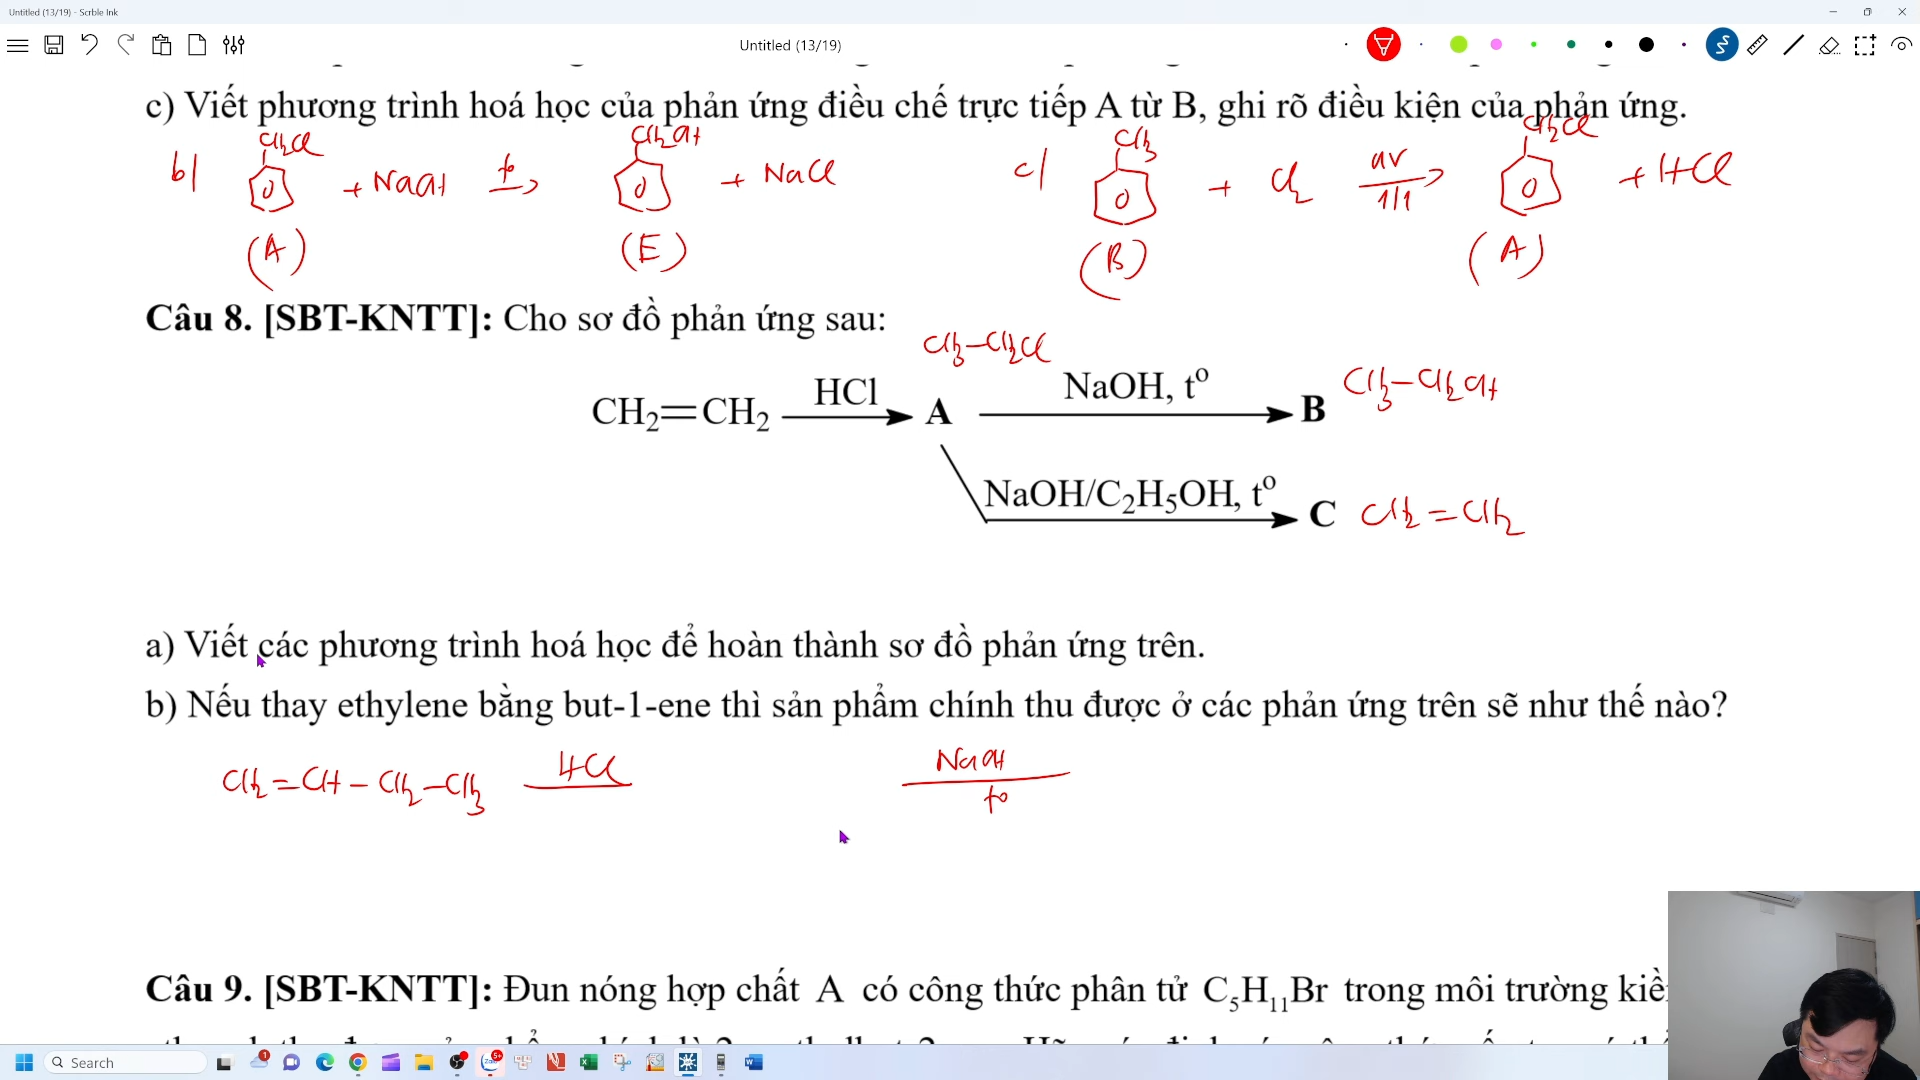 Untitled (13/19) - Scrble Ink
Untitled (13/19)
c) Viết phương trình hoá học của phản ứng điều chế trực tiếp A từ B, ghi rõ điều kiện của phản ứng.
CH2Cl CH2OH CH3 CH2Cl
b) + NaOH t° + NaCl c) + Cl2 as 1/1 + HCl
(A) (E) (B) (A)
Câu 8. [SBT-KNTT]: Cho sơ đồ phản ứng sau:
CH3-CH2Cl
CH2=CH2 HCl A NaOH, t° B CH3-CH2OH
NaOH/C2H5OH, t° C CH2=CH2
a) Viết các phương trình hoá học để hoàn thành sơ đồ phản ứng trên.
b) Nếu thay ethylene bằng but-1-ene thì sản phẩm chính thu được ở các phản ứng trên sẽ như thế nào?
CH2=CH-CH2-CH3 HCl NaOH t°
Câu 9. [SBT-KNTT]: Đun nóng hợp chất A có công thức phân tử C5H11Br trong môi trường
Search